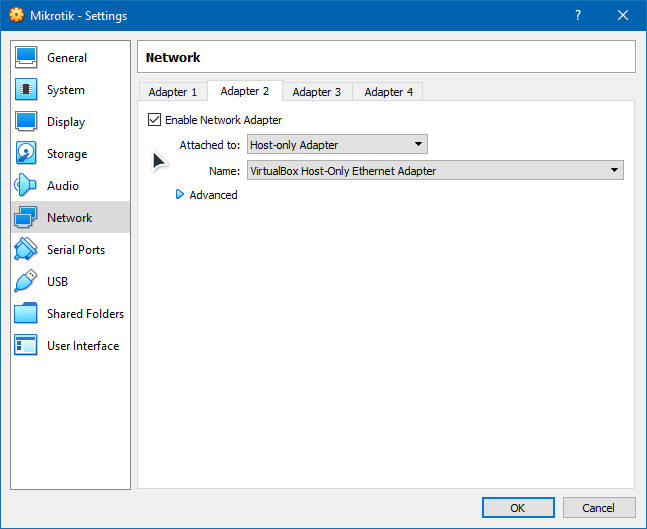 Mikrotik - Settings
?
General
System
Display
Storage
Audio
Network
Serial Ports
USB
Shared Folders
User Interface
Network
Adapter 1 Adapter 2 Adapter 3 Adapter 4
Enable Network Adapter
Attached to: Host-only Adapter
Name: VirtualBox Host-Only Ethernet Adapter
Advanced
OK Cancel